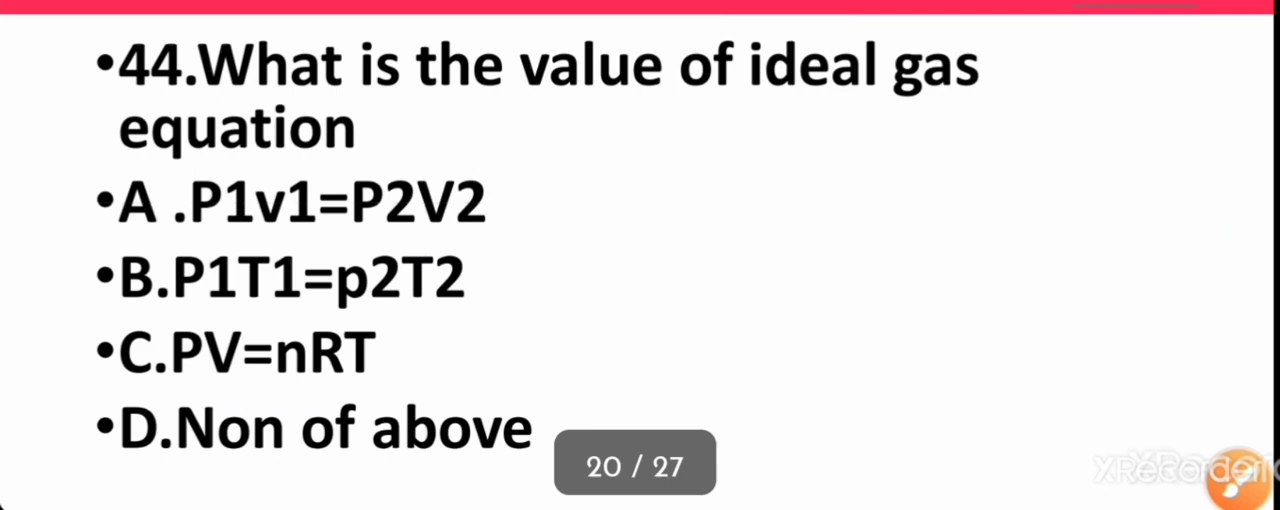 •44.What is the value of ideal gas
equation
•A .P1v1=P2V2
•B.P1T1=p2T2
•C.PV=nRT
•D.Non of above
20 / 27